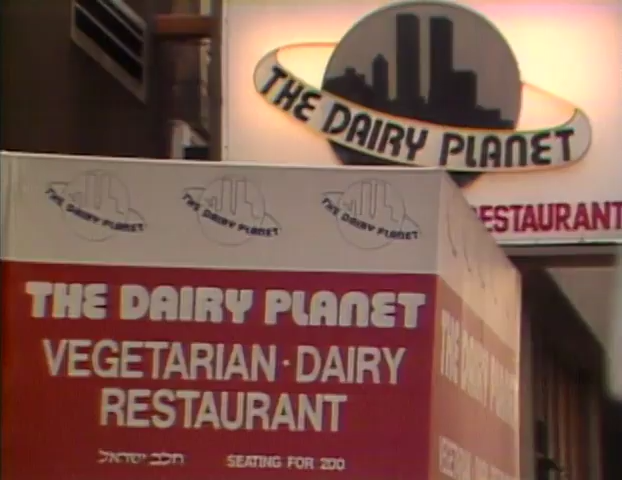 THE DAIRY PLANET
RESTAURANT
THE DAIRY PLANET
THE DAIRY PLANET
THE DAIRY PLANET
THE DAIRY PLANET
VEGETARIAN · DAIRY
RESTAURANT
חלב ישראל SEATING FOR 200
THE DAIRY